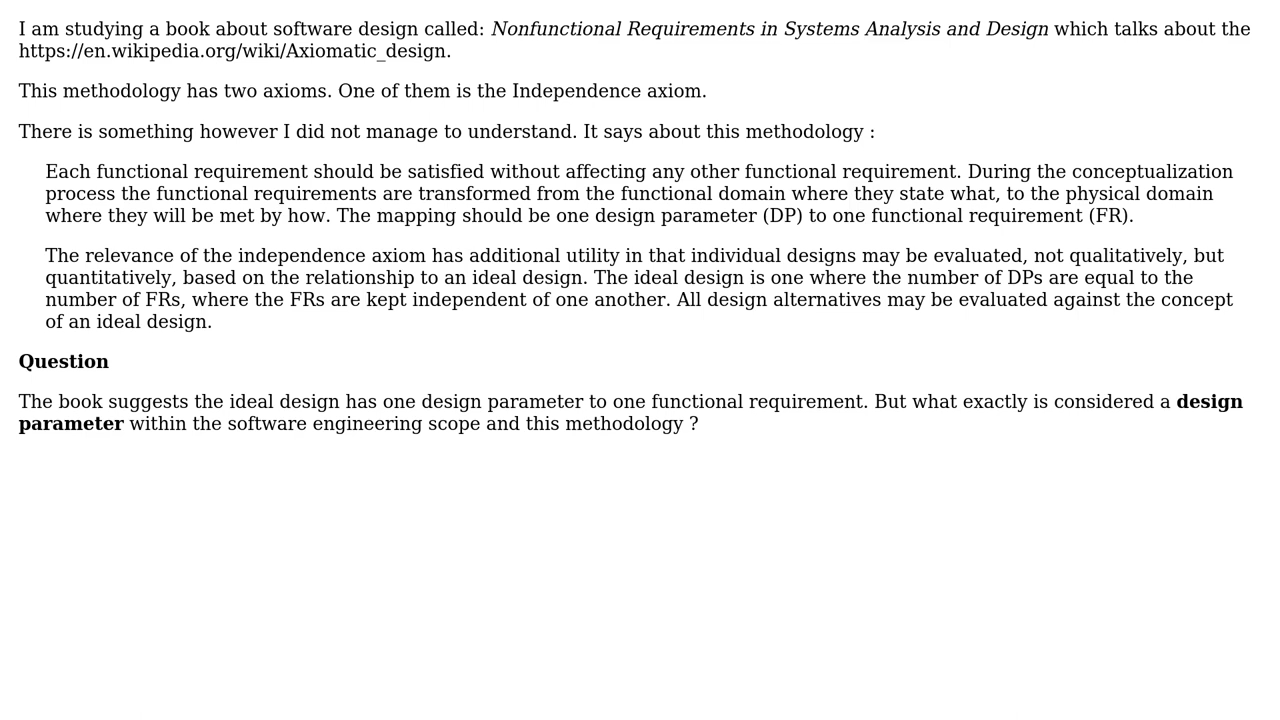 I am studying a book about software design called: Nonfunctional Requirements in Systems Analysis and Design which talks about the
https://en.wikipedia.org/wiki/Axiomatic_design.
This methodology has two axioms. One of them is the Independence axiom.
There is something however I did not manage to understand. It says about this methodology :
Each functional requirement should be satisfied without affecting any other functional requirement. During the conceptualization
process the functional requirements are transformed from the functional domain where they state what, to the physical domain
where they will be met by how. The mapping should be one design parameter (DP) to one functional requirement (FR).
The relevance of the independence axiom has additional utility in that individual designs may be evaluated, not qualitatively, but
quantitatively, based on the relationship to an ideal design. The ideal design is one where the number of DPs are equal to the
number of FRs, where the FRs are kept independent of one another. All design alternatives may be evaluated against the concept
of an ideal design.
Question
The book suggests the ideal design has one design parameter to one functional requirement. But what exactly is considered a design
parameter within the software engineering scope and this methodology ?